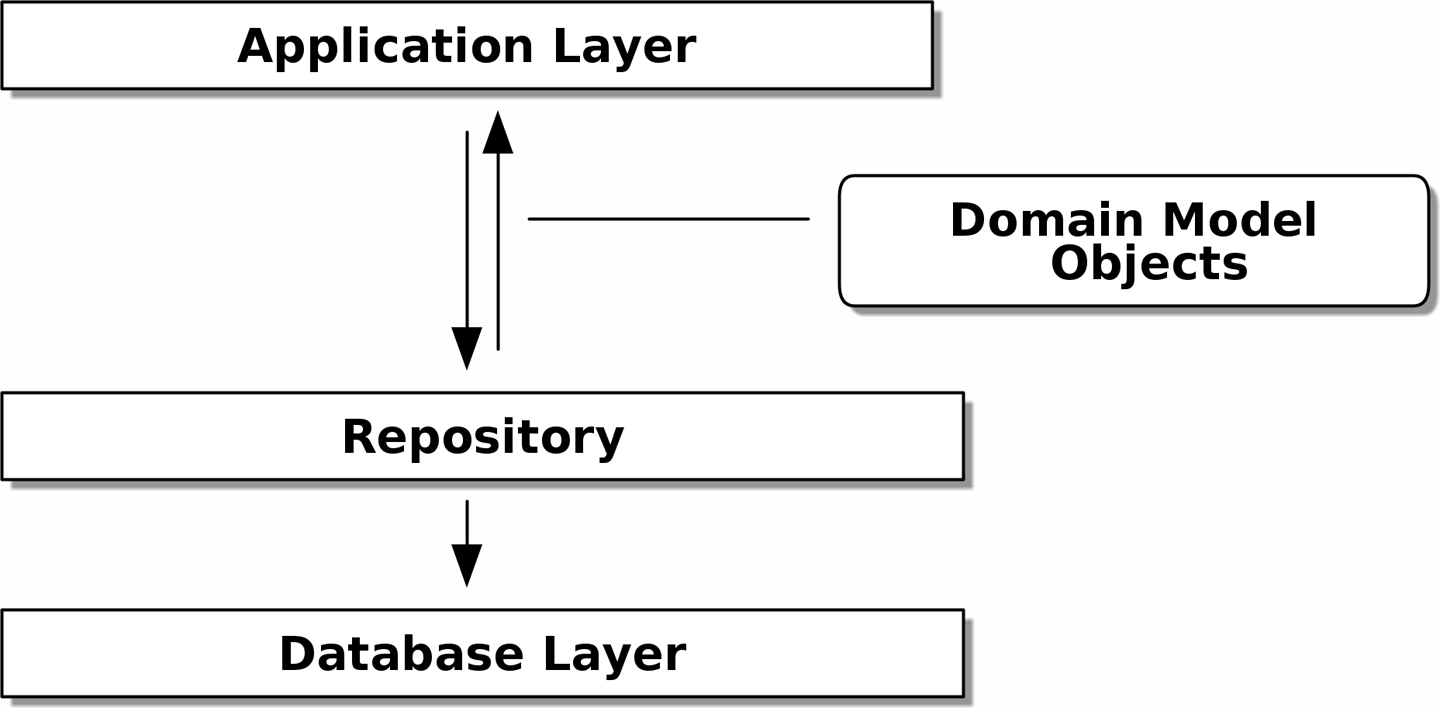 Application Layer
Domain Model
Objects
Repository
Database Layer